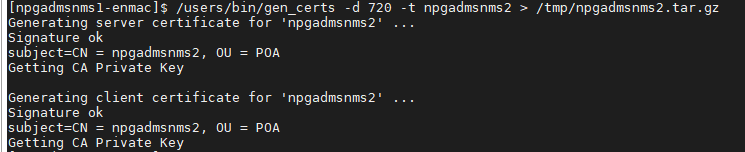 [npgadmsnms1-enmac]$ /users/bin/gen_certs -d 720 -t npgadmsnms2 > /tmp/npgadmsnms2.tar.gz
Generating server certificate for 'npgadmsnms2' ...
Signature ok
subject=CN = npgadmsnms2, OU = POA
Getting CA Private Key
Generating client certificate for 'npgadmsnms2' ...
Signature ok
subject=CN = npgadmsnms2, OU = POA
Getting CA Private Key